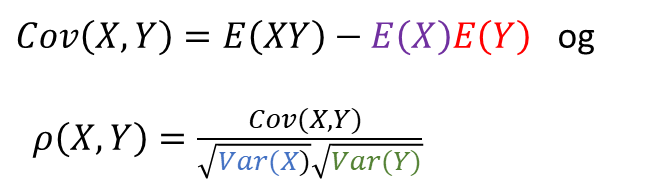 Cov(X, Y) = E(XY) − E(X)E(Y) og
ρ(X, Y) = Cov(X,Y) / √Var(X)√Var(Y)